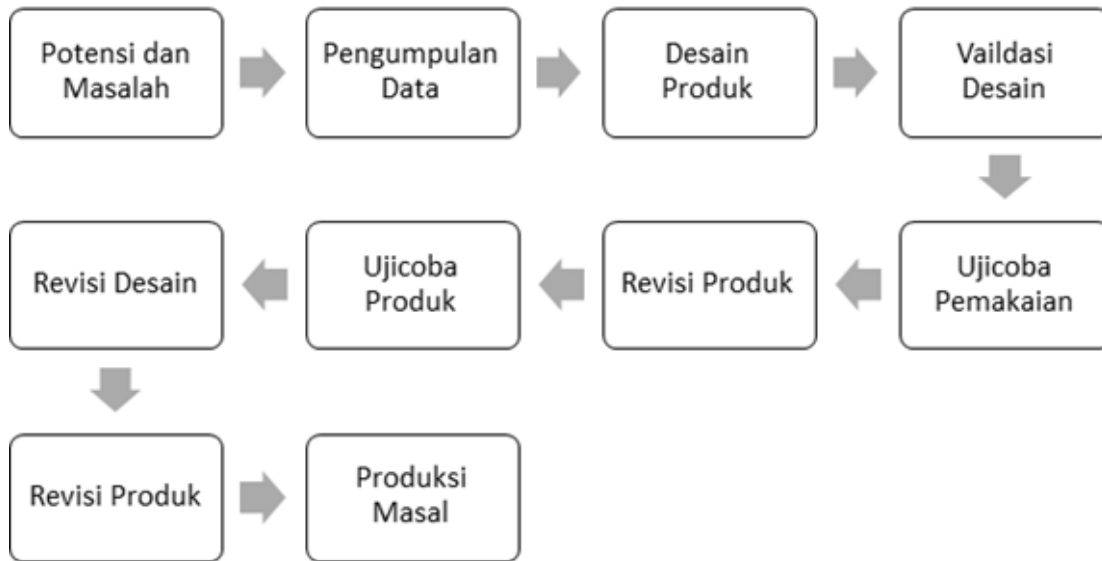 Potensi dan
Masalah
Pengumpulan
Data
Desain
Produk
Vaildasi
Desain
Ujicoba
Pemakaian
Revisi Produk
Ujicoba
Produk
Revisi Desain
Revisi Produk
Produksi
Masal